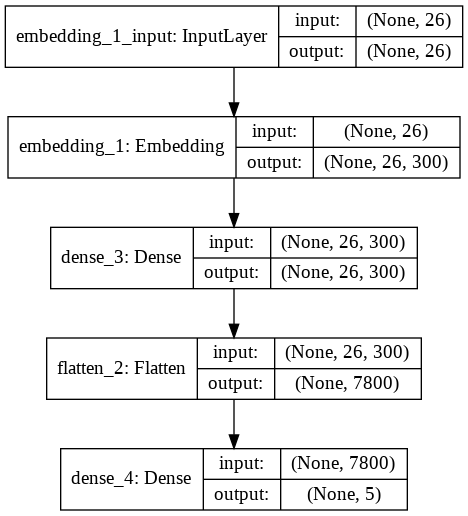 embedding_1_input: InputLayer
input: (None, 26)
output: (None, 26)
embedding_1: Embedding
input: (None, 26)
output: (None, 26, 300)
dense_3: Dense
input: (None, 26, 300)
output: (None, 26, 300)
flatten_2: Flatten
input: (None, 26, 300)
output: (None, 7800)
dense_4: Dense
input: (None, 7800)
output: (None, 5)